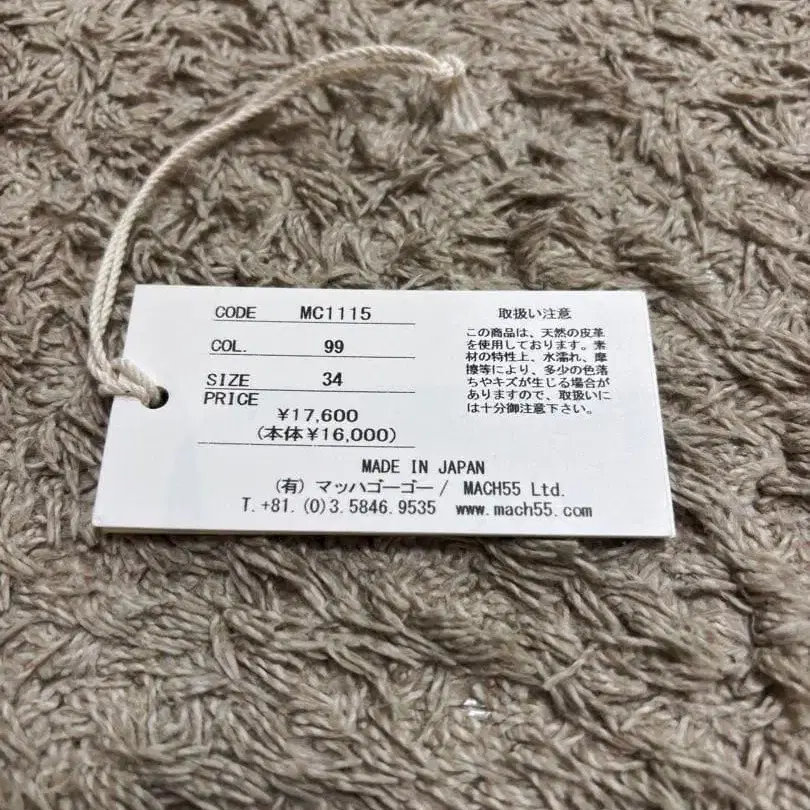 CODE MC1115
COL. 99
SIZE 34
PRICE
¥17,600
(本体¥16,000)
取扱い注意
この商品は、天然の皮革
を使用しております。素
材の特性上、水濡れ、摩
擦等により、多少の色落
ちやキズが生じる場合が
ありますので、取扱いに
は十分御注意下さい。
MADE IN JAPAN
(有) マッハゴーゴー/ MACH55 Ltd.
T.+81.(0)3.5846.9535 www.mach55.com